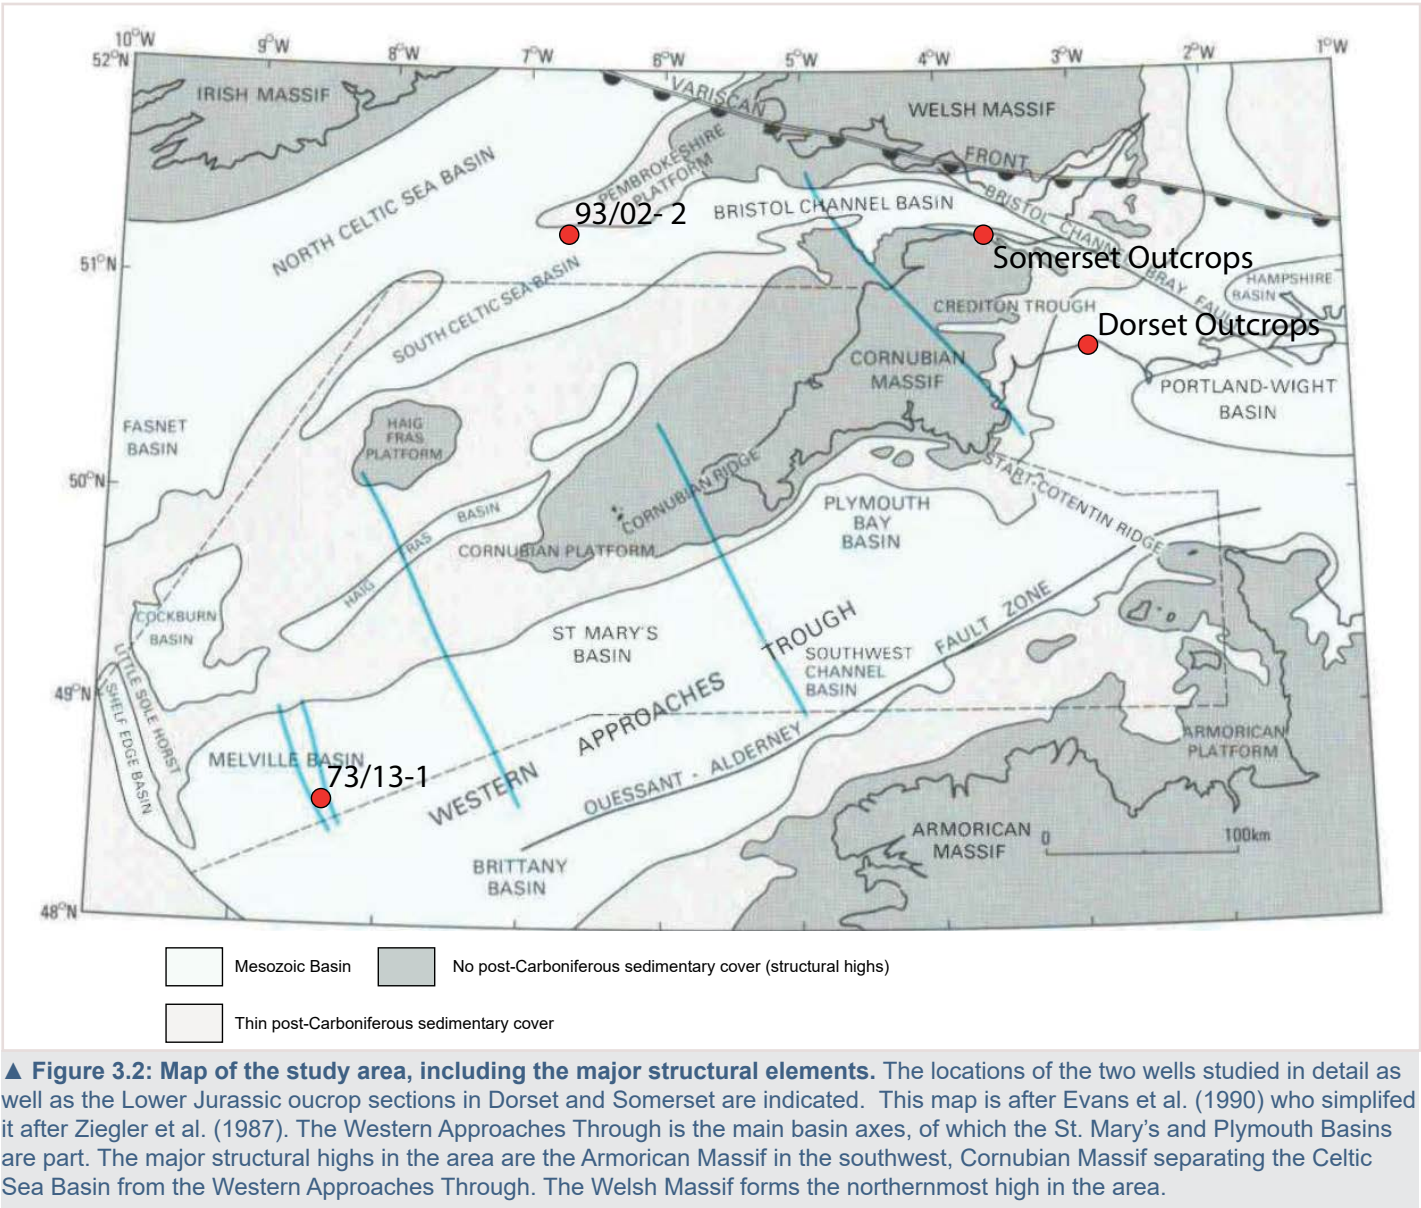 10°W
9°W
8°W
7°W
6°W
5°W
4°W
3°W
2°W
1°W
52°N
IRISH MASSIF
VARISCAN
WELSH MASSIF
FRONT
PEMBROKESHIRE
PLATFORM
NORTH CELTIC SEA BASIN
93/02- 2
BRISTOL CHANNEL BASIN
BRISTOL CHANNEL BRAY FAULT
Somerset Outcrops
51°N
SOUTH CELTIC SEA BASIN
HAMPSHIRE
BASIN
CREDITON TROUGH
Dorset Outcrops
CORNUBIAN
MASSIF
PORTLAND-WIGHT
BASIN
FASNET
BASIN
HAIG
FRAS
PLATFORM
50°N
CORNUBIAN RIDGE
START-COTENTIN RIDGE
HAIG FRAS BASIN
PLYMOUTH
BAY
BASIN
CORNUBIAN PLATFORM
COCKBURN
BASIN
ST MARY'S
BASIN
LITTLE SOLE HORST
SHELF EDGE BASIN
49°N
WESTERN APPROACHES TROUGH
SOUTHWEST
CHANNEL
BASIN
OUESSANT - ALDERNEY FAULT ZONE
ARMORICAN
PLATFORM
MELVILLE BASIN
73/13-1
ARMORICAN
MASSIF
0 100km
BRITTANY
BASIN
48°N
Mesozoic Basin
No post-Carboniferous sedimentary cover (structural highs)
Thin post-Carboniferous sedimentary cover
▲ Figure 3.2: Map of the study area, including the major structural elements. The locations of the two wells studied in detail as
well as the Lower Jurassic oucrop sections in Dorset and Somerset are indicated. This map is after Evans et al. (1990) who simplifed
it after Ziegler et al. (1987). The Western Approaches Through is the main basin axes, of which the St. Mary's and Plymouth Basins
are part. The major structural highs in the area are the Armorican Massif in the southwest, Cornubian Massif separating the Celtic
Sea Basin from the Western Approaches Through. The Welsh Massif forms the northernmost high in the area.